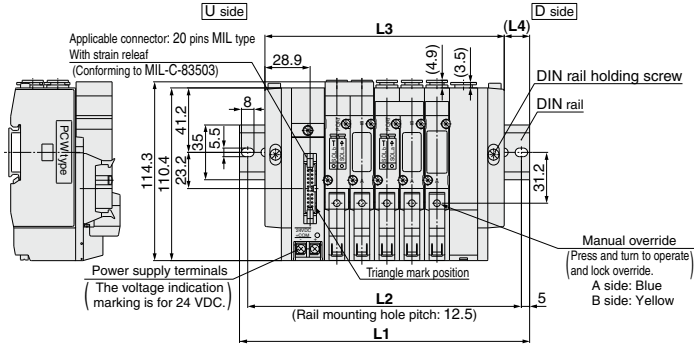 U side
D side
L3
(L4)
Applicable connector: 20 pins MIL type
With strain releaf
(Conforming to MIL-C-83503)
28.9
(4.9)
(3.5)
DIN rail holding screw
DIN rail
8
41.2
35
5.5
23.2
114.3
110.4
PC Wtype
31.2
Manual override
(Press and turn to operate
and lock override.)
A side: Blue
B side: Yellow
Power supply terminals
(The voltage indication
marking is for 24 VDC.)
Triangle mark position
L2
(Rail mounting hole pitch: 12.5)
5
L1